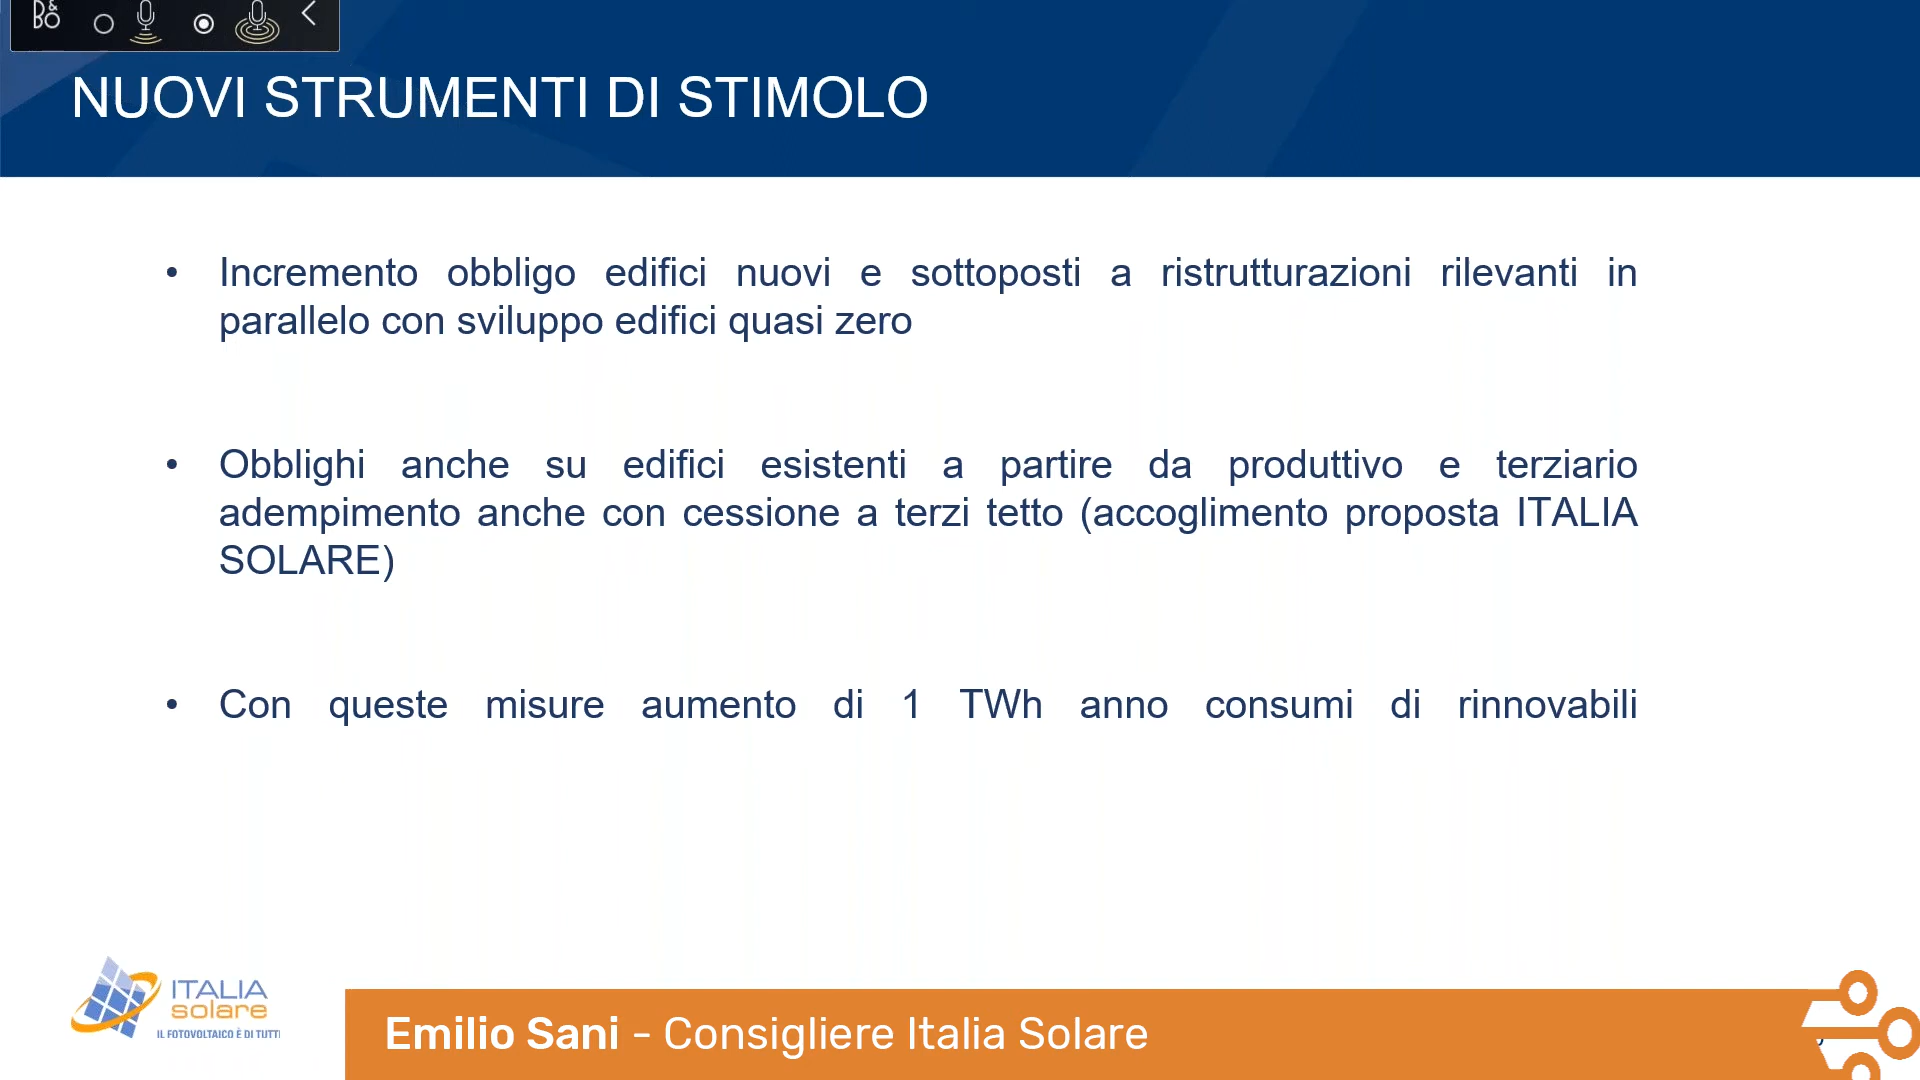 B&O
NUOVI STRUMENTI DI STIMOLO
• Incremento obbligo edifici nuovi e sottoposti a ristrutturazioni rilevanti in
parallelo con sviluppo edifici quasi zero
• Obblighi anche su edifici esistenti a partire da produttivo e terziario
adempimento anche con cessione a terzi tetto (accoglimento proposta ITALIA
SOLARE)
• Con queste misure aumento di 1 TWh anno consumi di rinnovabili
ITALIA
solare
IL FOTOVOLTAICO È DI TUTTI
Emilio Sani - Consigliere Italia Solare